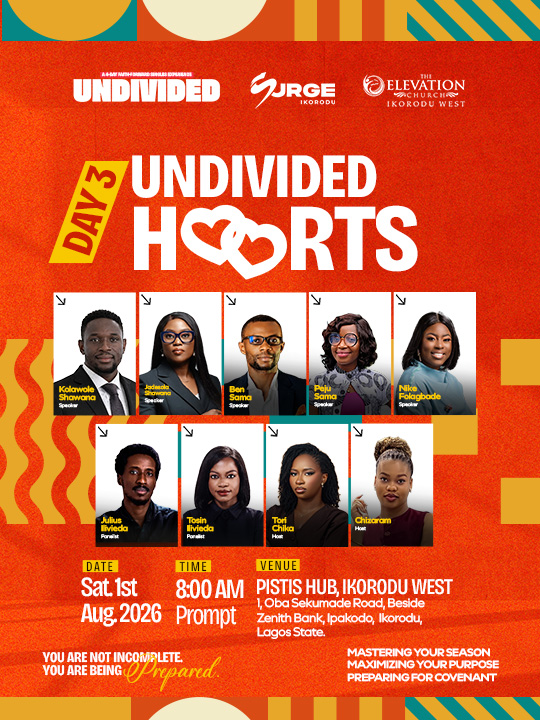 A 4-DAY FAITH-FORWARD SINGLES EXPERIENCE
UNDIVIDED
SURGE
IKORODU
THE
ELEVATION
CHURCH
IKORODU WEST
DAY 3
UNDIVIDED
H RTS
Kolawole
Shawana
Speaker
Jadesola
Shawana
Speaker
Ben
Sama
Speaker
Peju
Sama
Speaker
Nike
Folagbade
Speaker
Julius
Ilivieda
Panelist
Tosin
Ilivieda
Panelist
Tori
Chika
Host
Chizaram
Host
DATE
Sat. 1st
Aug. 2026
TIME
8:00 AM
Prompt
VENUE
PISTIS HUB, IKORODU WEST
1, Oba Sekumade Road, Beside
Zenith Bank, Ipakodo, Ikorodu,
Lagos State.
YOU ARE NOT INCOMPLETE.
YOU ARE BEING Prepared.
MASTERING YOUR SEASON
MAXIMIZING YOUR PURPOSE
PREPARING FOR COVENANT